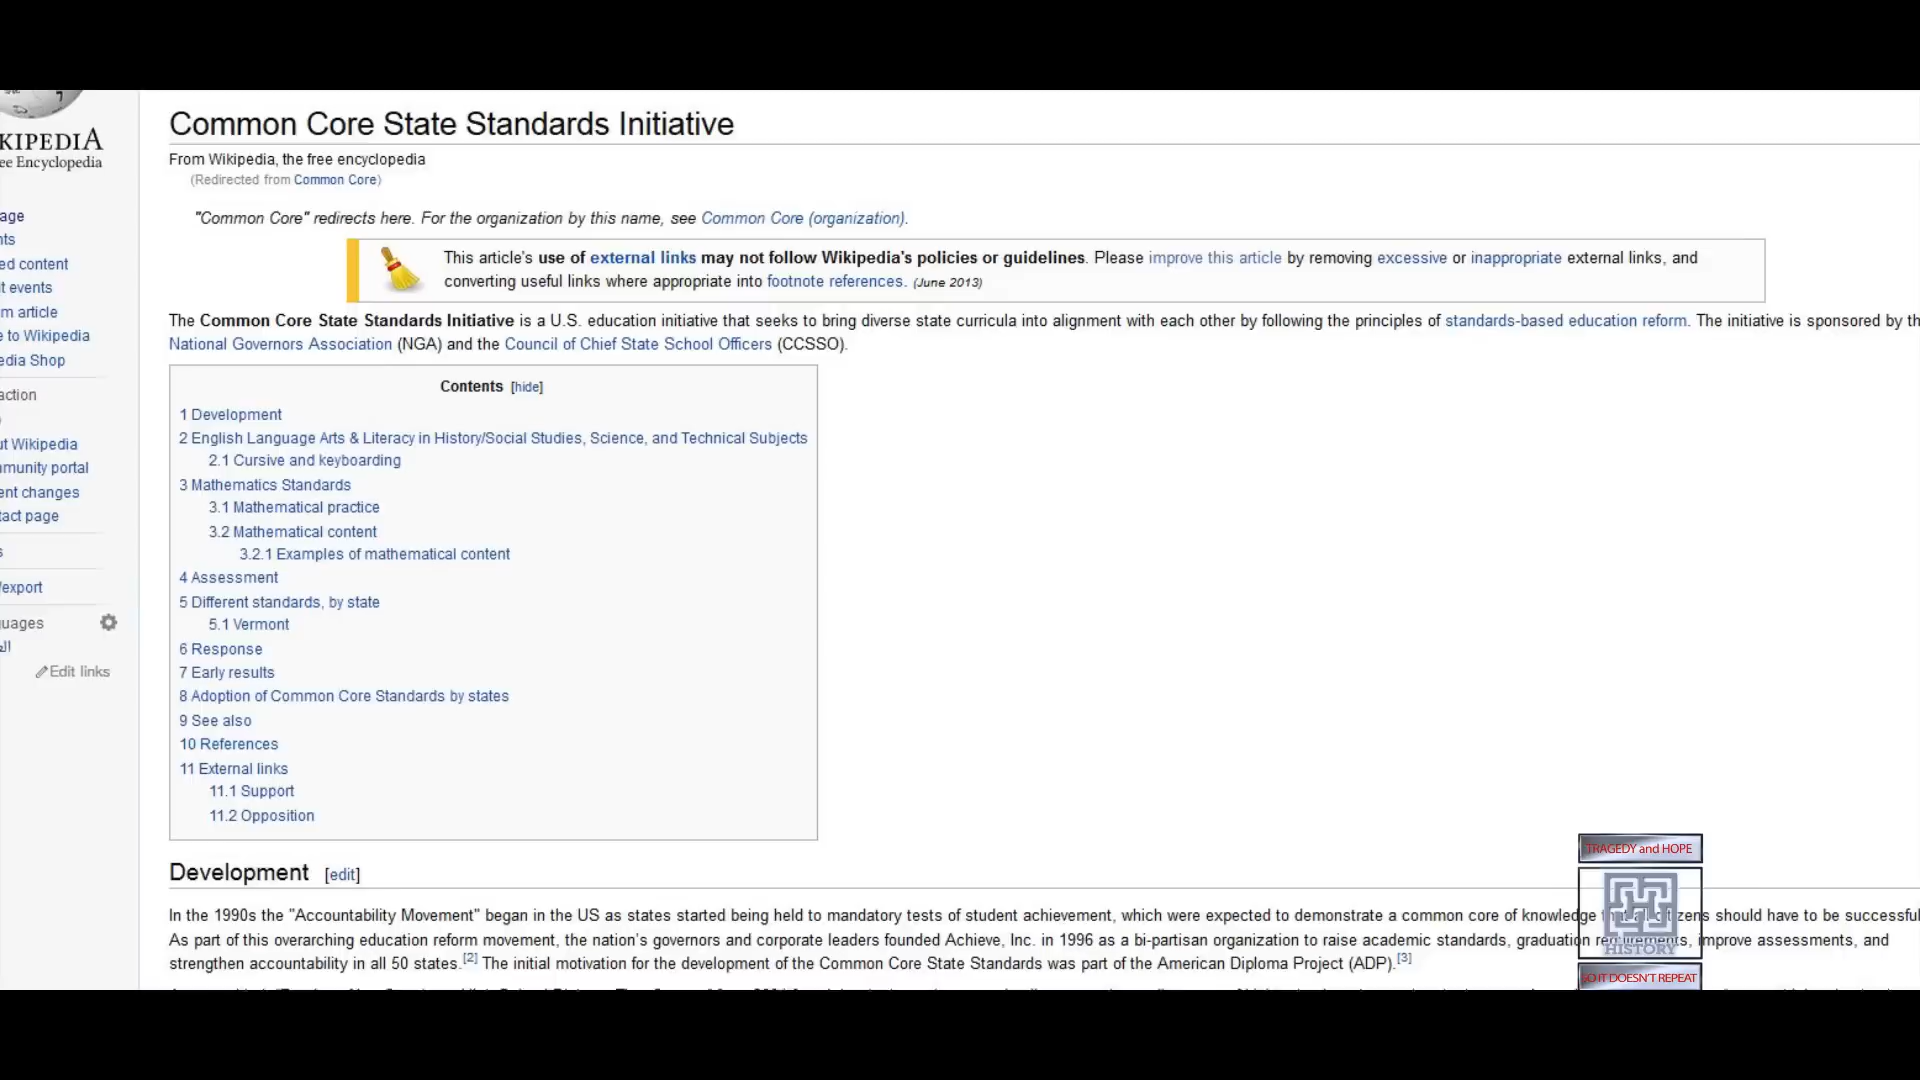 KIPEDIA
ee Encyclopedia
age
nts
ed content
t events
m article
e to Wikipedia
edia Shop
action
ut Wikipedia
mmunity portal
ent changes
tact page
s
/export
uages
Edit links
Common Core State Standards Initiative
From Wikipedia, the free encyclopedia
(Redirected from Common Core)
"Common Core" redirects here. For the organization by this name, see Common Core (organization).
This article's use of external links may not follow Wikipedia's policies or guidelines. Please improve this article by removing excessive or inappropriate external links, and
converting useful links where appropriate into footnote references. (June 2013)
The Common Core State Standards Initiative is a U.S. education initiative that seeks to bring diverse state curricula into alignment with each other by following the principles of standards-based education reform. The initiative is sponsored by th
National Governors Association (NGA) and the Council of Chief State School Officers (CCSSO).
Contents [hide]
1 Development
2 English Language Arts & Literacy in History/Social Studies, Science, and Technical Subjects
2.1 Cursive and keyboarding
3 Mathematics Standards
3.1 Mathematical practice
3.2 Mathematical content
3.2.1 Examples of mathematical content
4 Assessment
5 Different standards, by state
5.1 Vermont
6 Response
7 Early results
8 Adoption of Common Core Standards by states
9 See also
10 References
11 External links
11.1 Support
11.2 Opposition
Development [edit]
In the 1990s the "Accountability Movement" began in the US as states started being held to mandatory tests of student achievement, which were expected to demonstrate a common core of knowledge that all citizens should have to be successful
As part of this overarching education reform movement, the nation's governors and corporate leaders founded Achieve, Inc. in 1996 as a bi-partisan organization to raise academic standards, graduation requirements, improve assessments, and
strengthen accountability in all 50 states.[2] The initial motivation for the development of the Common Core State Standards was part of the American Diploma Project (ADP).[3]
TRAGEDY and HOPE
HISTORY
SO IT DOESN'T REPEAT